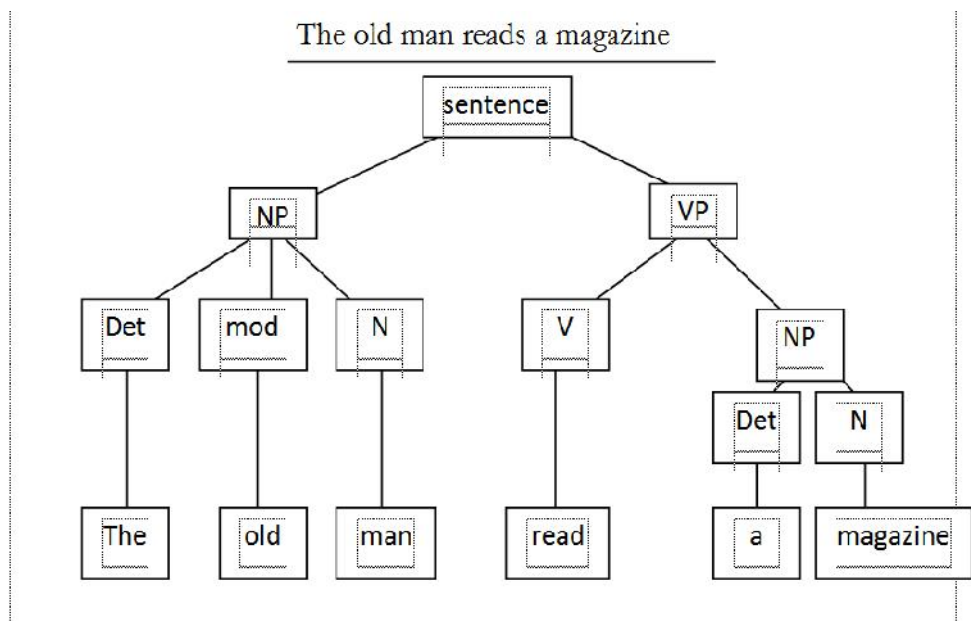 The old man reads a magazine
sentence
NP VP
Det mod N V NP
Det N
The old man read a magazine